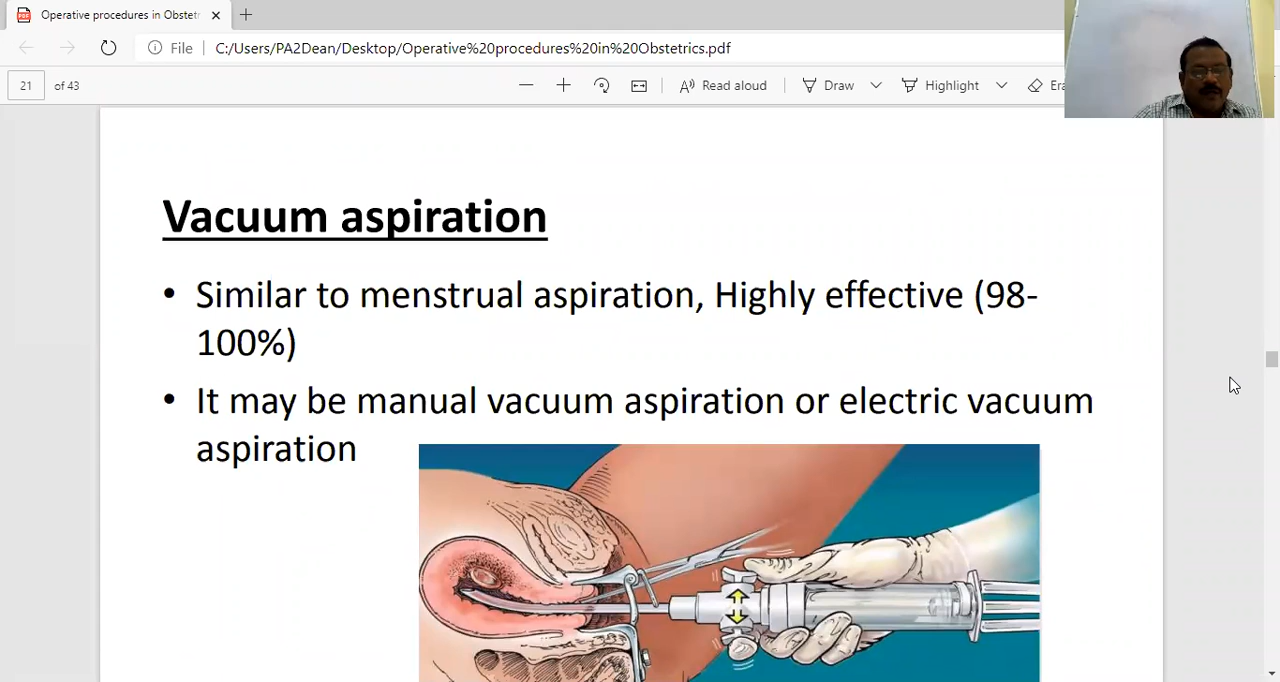 Operative procedures in Obstetr
File C:/Users/PA2Dean/Desktop/Operative%20procedures%20in%20Obstetrics.pdf
21 of 43 Read aloud Draw Highlight Era
Vacuum aspiration
• Similar to menstrual aspiration, Highly effective (98-
100%)
• It may be manual vacuum aspiration or electric vacuum
aspiration